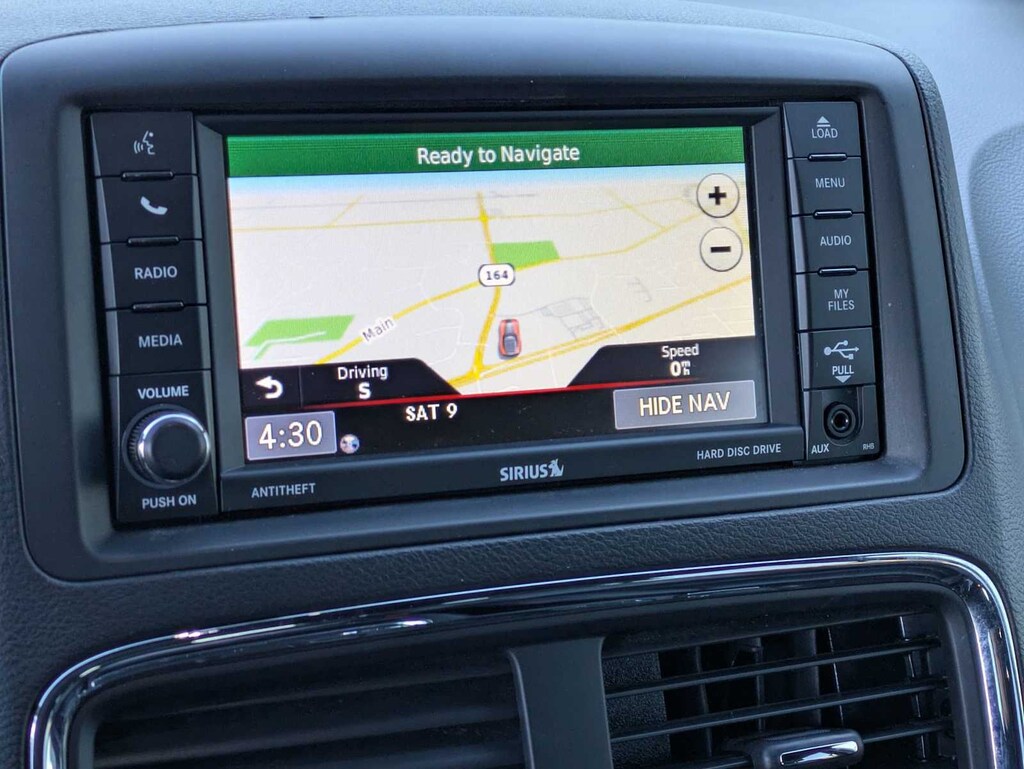 Ready to Navigate
LOAD
MENU
RADIO
AUDIO
164
MY
FILES
MEDIA
Main
Driving
S
Speed
0 m/h
PULL
VOLUME
SAT 9
HIDE NAV
4:30
PUSH ON
ANTITHEFT
SIRIUS
HARD DISC DRIVE
AUX
RHB